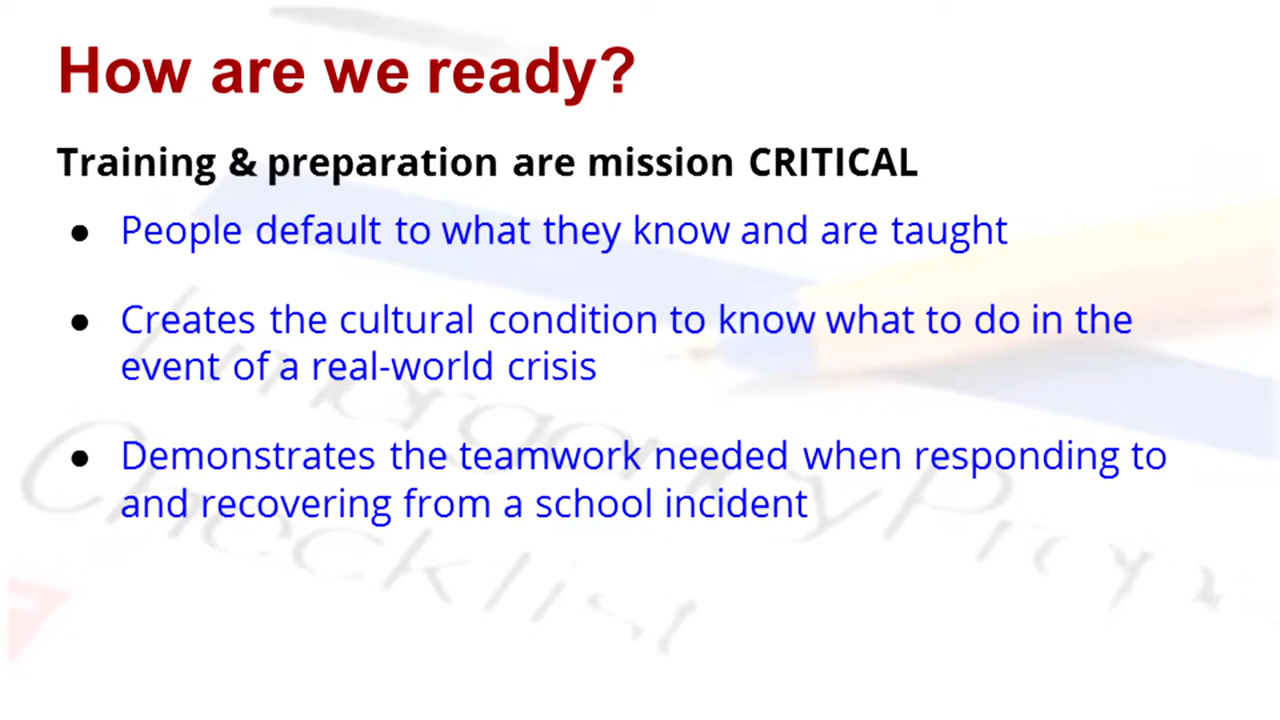 How are we ready?
Training & preparation are mission CRITICAL
● People default to what they know and are taught
● Creates the cultural condition to know what to do in the
event of a real-world crisis
● Demonstrates the teamwork needed when responding to
and recovering from a school incident
Checklist